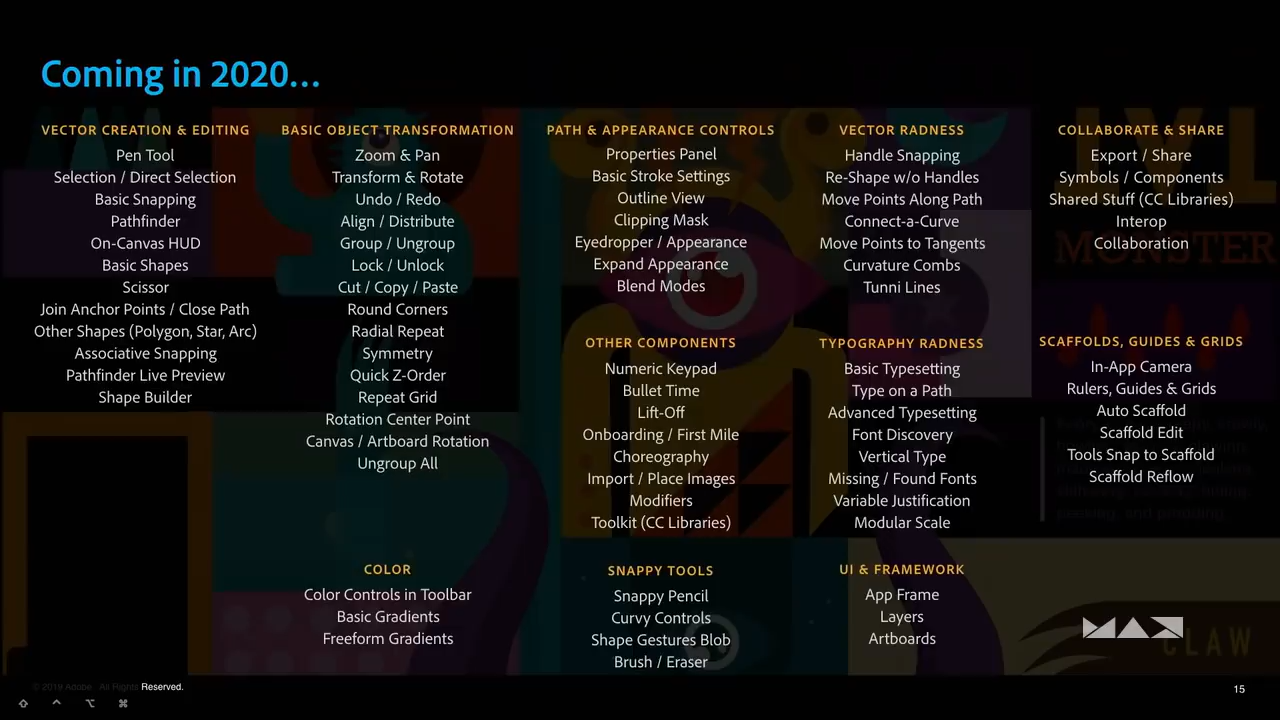 Coming in 2020...
VECTOR CREATION & EDITING
Pen Tool
Selection / Direct Selection
Basic Snapping
Pathfinder
On-Canvas HUD
Basic Shapes
Scissor
Join Anchor Points / Close Path
Other Shapes (Polygon, Star, Arc)
Associative Snapping
Pathfinder Live Preview
Shape Builder
BASIC OBJECT TRANSFORMATION
Zoom & Pan
Transform & Rotate
Undo / Redo
Align / Distribute
Group / Ungroup
Lock / Unlock
Cut / Copy / Paste
Round Corners
Radial Repeat
Symmetry
Quick Z-Order
Repeat Grid
Rotation Center Point
Canvas / Artboard Rotation
Ungroup All
COLOR
Color Controls in Toolbar
Basic Gradients
Freeform Gradients
PATH & APPEARANCE CONTROLS
Properties Panel
Basic Stroke Settings
Outline View
Clipping Mask
Eyedropper / Appearance
Expand Appearance
Blend Modes
OTHER COMPONENTS
Numeric Keypad
Bullet Time
Lift-Off
Onboarding / First Mile
Choreography
Import / Place Images
Modifiers
Toolkit (CC Libraries)
SNAPPY TOOLS
Snappy Pencil
Curvy Controls
Shape Gestures Blob
Brush / Eraser
VECTOR RADNESS
Handle Snapping
Re-Shape w/o Handles
Move Points Along Path
Connect-a-Curve
Move Points to Tangents
Curvature Combs
Tunni Lines
TYPOGRAPHY RADNESS
Basic Typesetting
Type on a Path
Advanced Typesetting
Font Discovery
Vertical Type
Missing / Found Fonts
Variable Justification
Modular Scale
UI & FRAMEWORK
App Frame
Layers
Artboards
COLLABORATE & SHARE
Export / Share
Symbols / Components
Shared Stuff (CC Libraries)
Interop
Collaboration
MONSTER
SCAFFOLDS, GUIDES & GRIDS
In-App Camera
Rulers, Guides & Grids
Auto Scaffold
Scaffold Edit
Tools Snap to Scaffold
Scaffold Reflow
MAX
CLAW
© 2019 Adobe. All Rights Reserved.
15